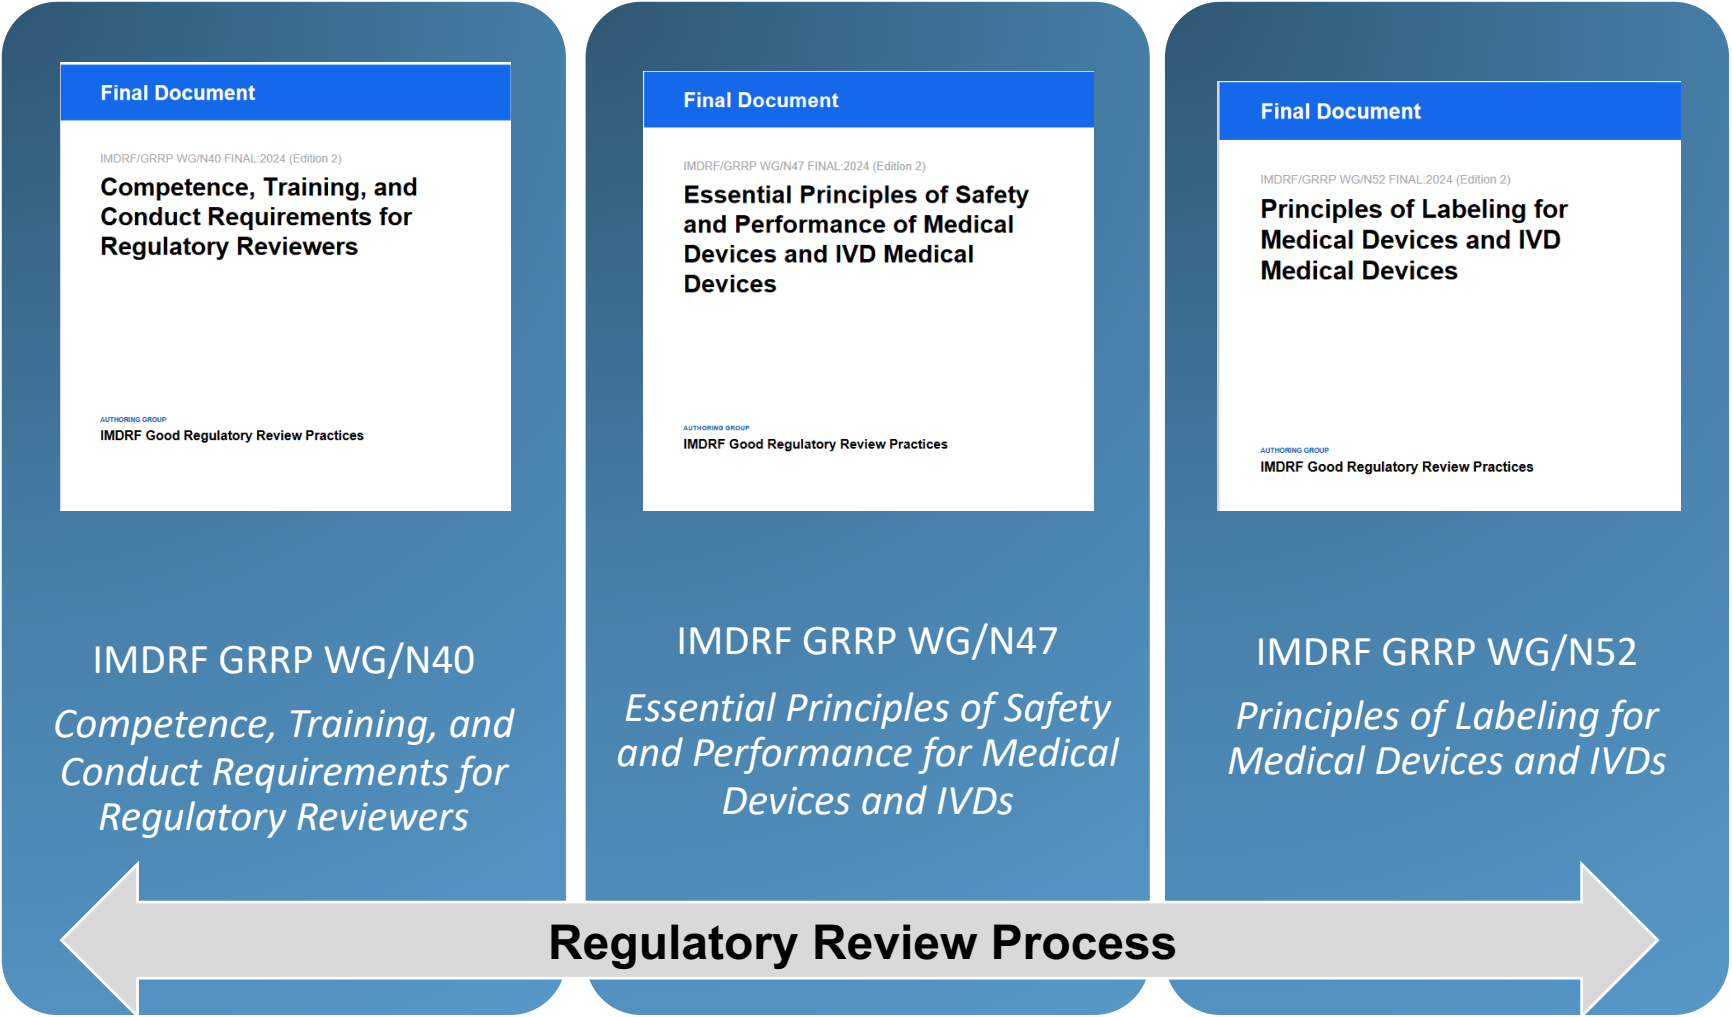 Final Document
IMDRF/GRRP WG/N40 FINAL:2024 (Edition 2)
Competence, Training, and
Conduct Requirements for
Regulatory Reviewers
AUTHORING GROUP
IMDRF Good Regulatory Review Practices
IMDRF GRRP WG/N40
Competence, Training, and
Conduct Requirements for
Regulatory Reviewers
Final Document
IMDRF/GRRP WG/N47 FINAL:2024 (Edition 2)
Essential Principles of Safety
and Performance of Medical
Devices and IVD Medical
Devices
AUTHORING GROUP
IMDRF Good Regulatory Review Practices
IMDRF GRRP WG/N47
Essential Principles of Safety
and Performance for Medical
Devices and IVDs
Final Document
IMDRF/GRRP WG/N52 FINAL:2024 (Edition 2)
Principles of Labeling for
Medical Devices and IVD
Medical Devices
AUTHORING GROUP
IMDRF Good Regulatory Review Practices
IMDRF GRRP WG/N52
Principles of Labeling for
Medical Devices and IVDs
Regulatory Review Process